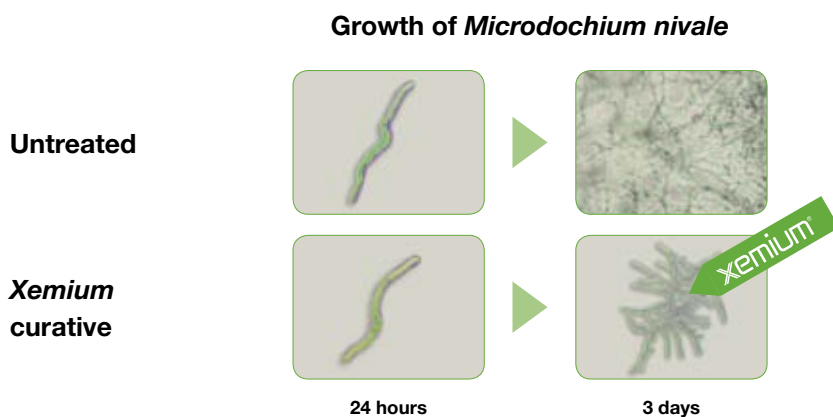 Growth of Microdochium nivale
Untreated
xemium®
Xemium
curative
24 hours
3 days